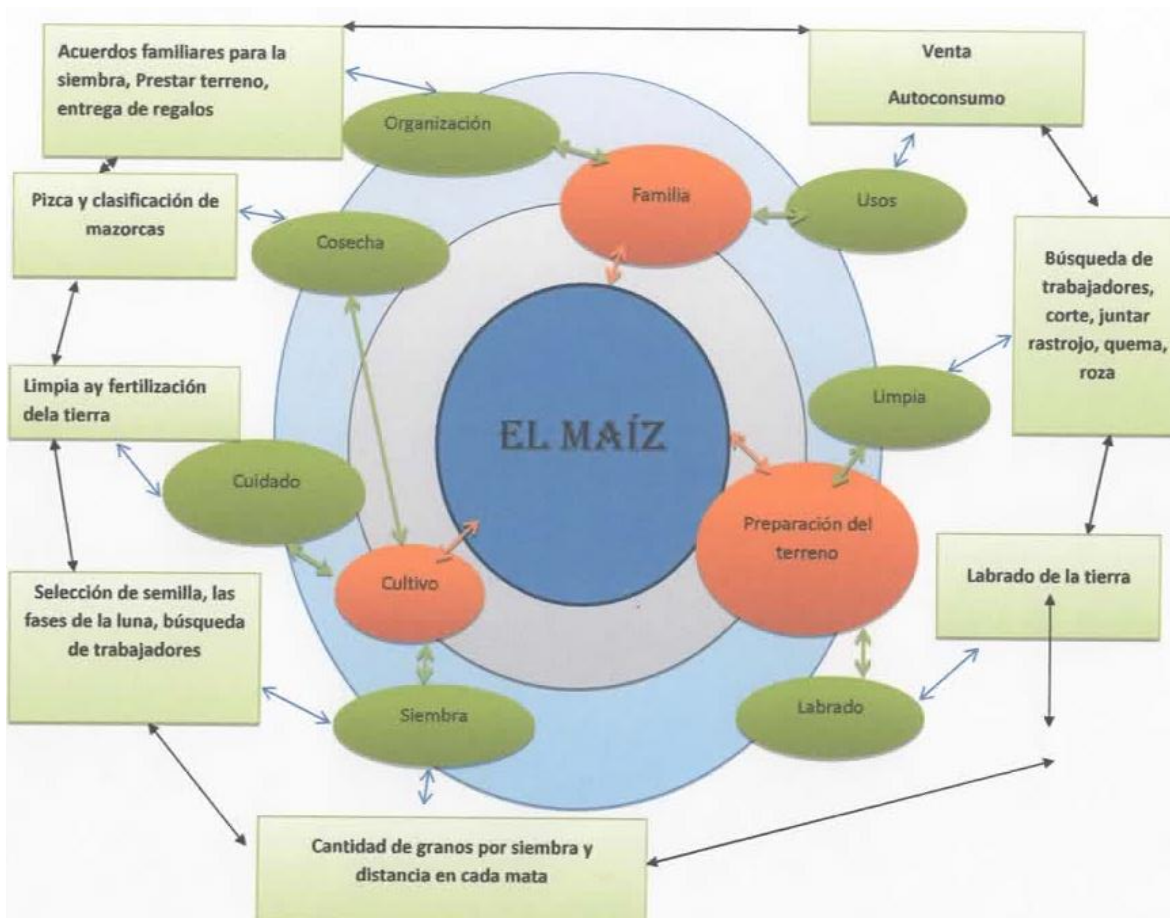 Acuerdos familiares para la
siembra, Prestar terreno,
entrega de regalos
Venta
Autoconsumo
Organización
Familia
Usos
Pizca y clasificación de
mazorcas
Cosecha
Búsqueda de
trabajadores,
corte, juntar
rastrojo, quema,
roza
Limpia ay fertilización
dela tierra
Limpia
EL MAÍZ
Cuidado
Preparación del
terreno
Cultivo
Labrado de la tierra
Selección de semilla, las
fases de la luna, búsqueda
de trabajadores
Siembra
Labrado
Cantidad de granos por siembra y
distancia en cada mata